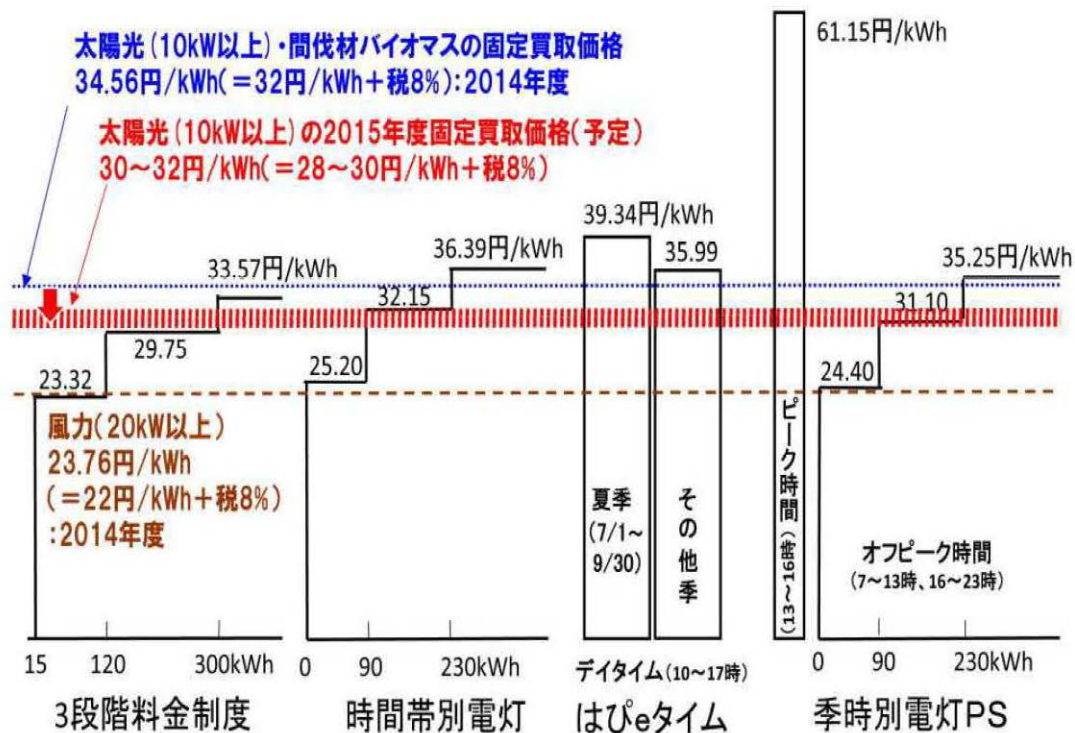 太陽光(10kW以上)・間伐材バイオマスの固定買取価格
34.56円/kWh(=32円/kWh+税8%):2014年度
太陽光(10kW以上)の2015年度固定買取価格(予定)
30~32円/kWh(=28~30円/kWh+税8%)
61.15円/kWh
39.34円/kWh
33.57円/kWh
36.39円/kWh
35.99
35.25円/kWh
32.15
31.10
29.75
25.20
23.32
24.40
風力(20kW以上)
23.76円/kWh
(=22円/kWh+税8%)
:2014年度
夏季
(7/1~
9/30)
その他季
ピーク時間(13~16時)
オフピーク時間
(7~13時、16~23時)
15 120 300kWh
0 90 230kWh
デイタイム(10~17時)
0 90 230kWh
3段階料金制度
時間帯別電灯
はぴeタイム
季時別電灯PS